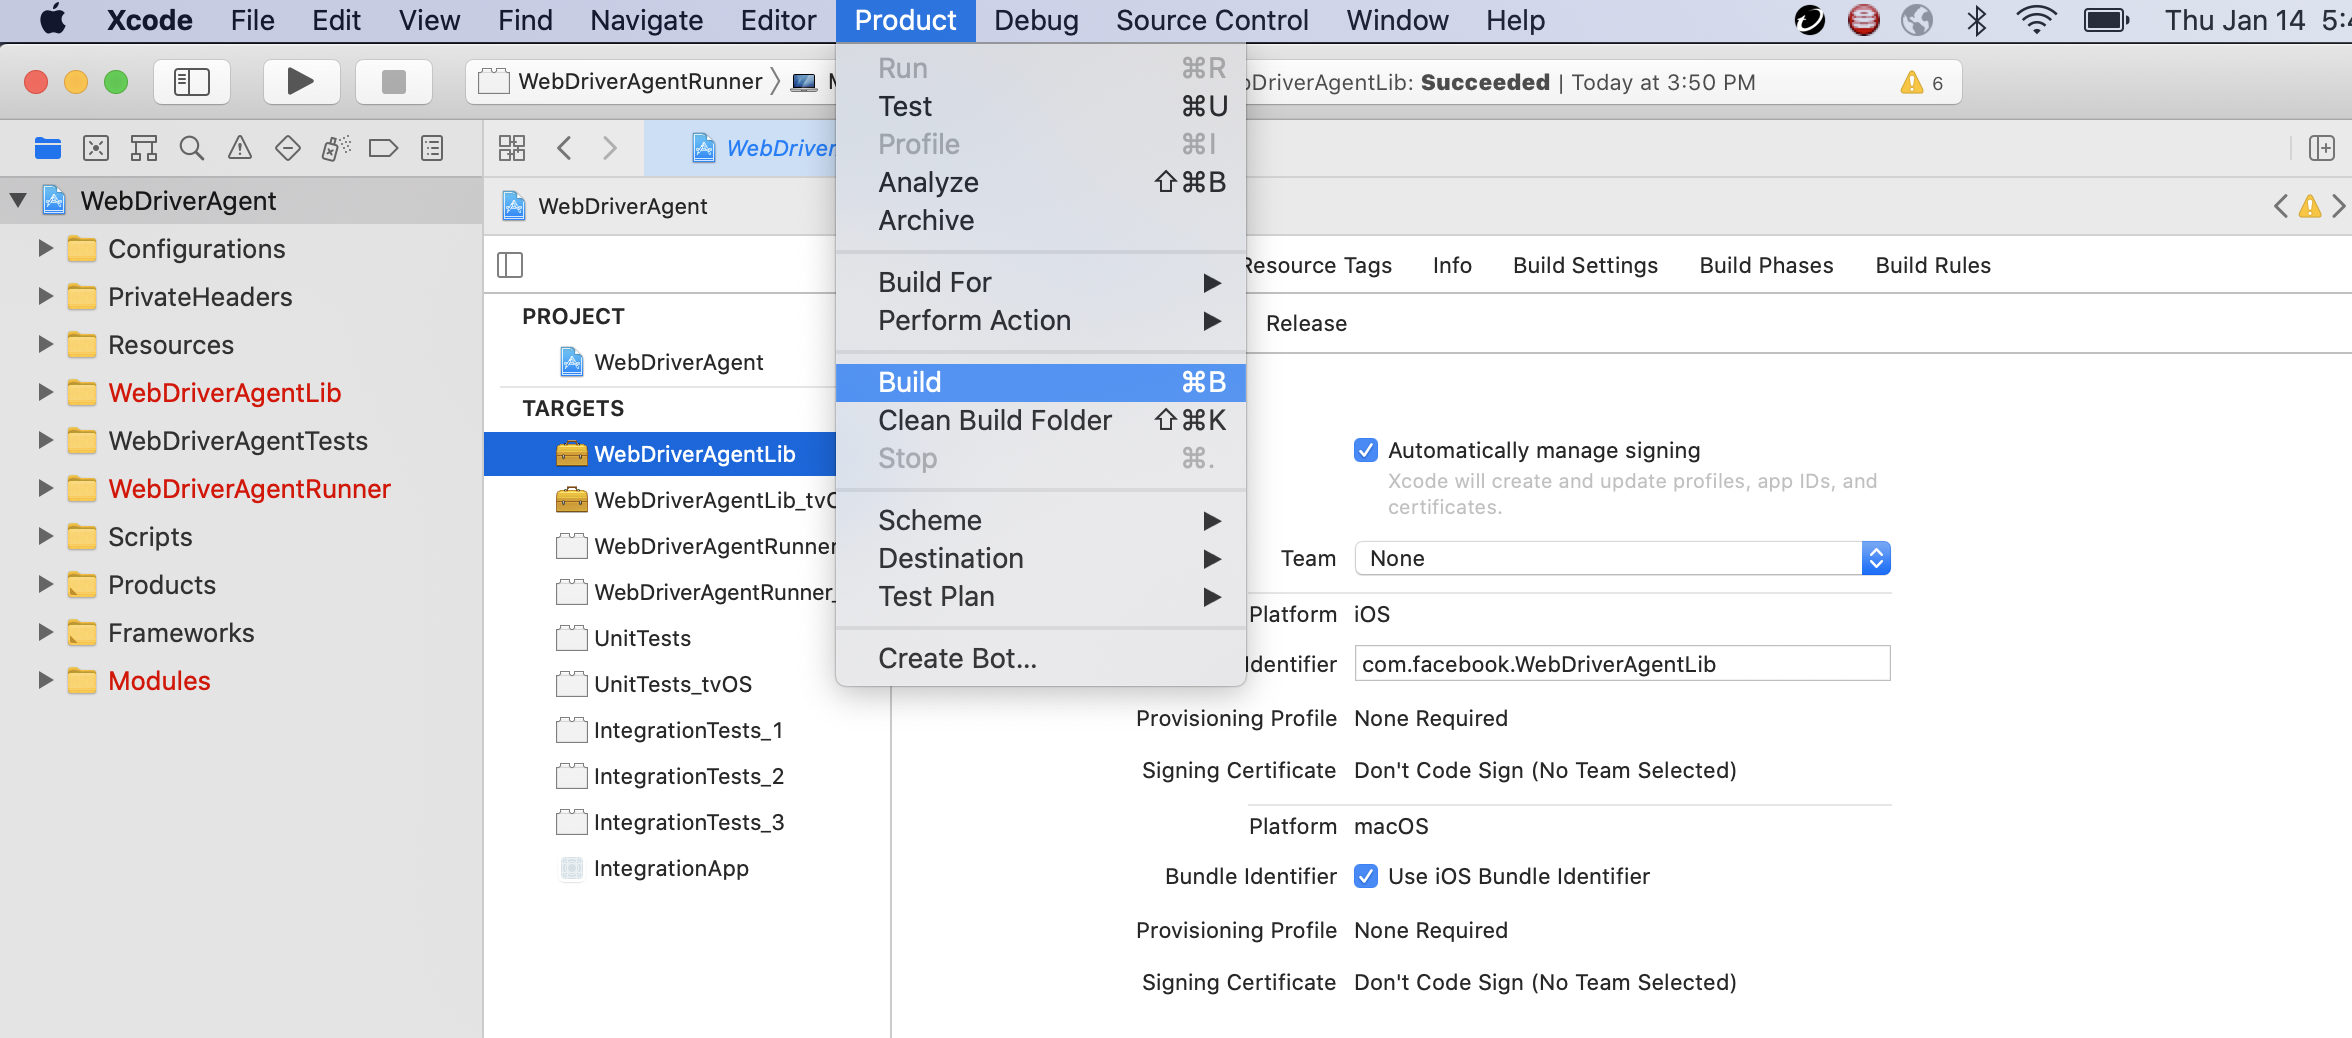 Xcode File Edit View Find Navigate Editor Product Debug Source Control Window Help Thu Jan 14
WebDriverAgentRunner
DriverAgentLib: Succeeded | Today at 3:50 PM
6
WebDriver
WebDriverAgent
Configurations
PrivateHeaders
Resources
WebDriverAgentLib
WebDriverAgentTests
WebDriverAgentRunner
Scripts
Products
Frameworks
Modules
WebDriverAgent
PROJECT
WebDriverAgent
TARGETS
WebDriverAgentLib
WebDriverAgentLib_tvO
WebDriverAgentRunner
WebDriverAgentRunner_
UnitTests
UnitTests_tvOS
IntegrationTests_1
IntegrationTests_2
IntegrationTests_3
IntegrationApp
Run ⌘R
Test ⌘U
Profile ⌘I
Analyze ⇧⌘B
Archive
Build For
Perform Action
Build ⌘B
Clean Build Folder ⇧⌘K
Stop ⌘.
Scheme
Destination
Test Plan
Create Bot...
Resource Tags Info Build Settings Build Phases Build Rules
Release
Automatically manage signing
Xcode will create and update profiles, app IDs, and
certificates.
Team None
Platform iOS
Identifier com.facebook.WebDriverAgentLib
Provisioning Profile None Required
Signing Certificate Don't Code Sign (No Team Selected)
Platform macOS
Bundle Identifier Use iOS Bundle Identifier
Provisioning Profile None Required
Signing Certificate Don't Code Sign (No Team Selected)